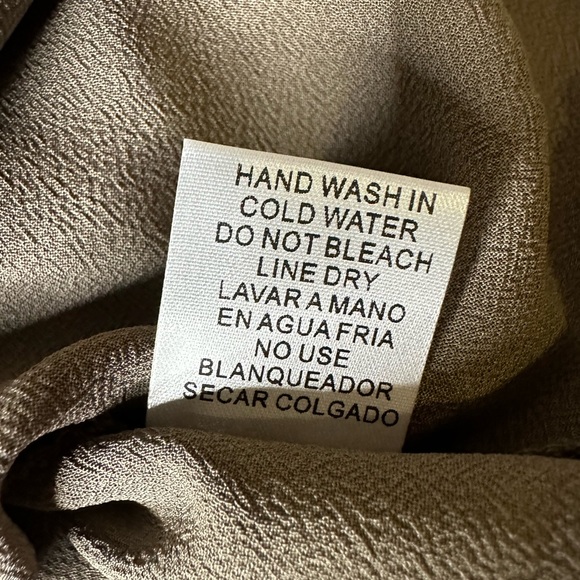 HAND WASH IN
COLD WATER
DO NOT BLEACH
LINE DRY
LAVAR A MANO
EN AGUA FRIA
NO USE
BLANQUEADOR
SECAR COLGADO